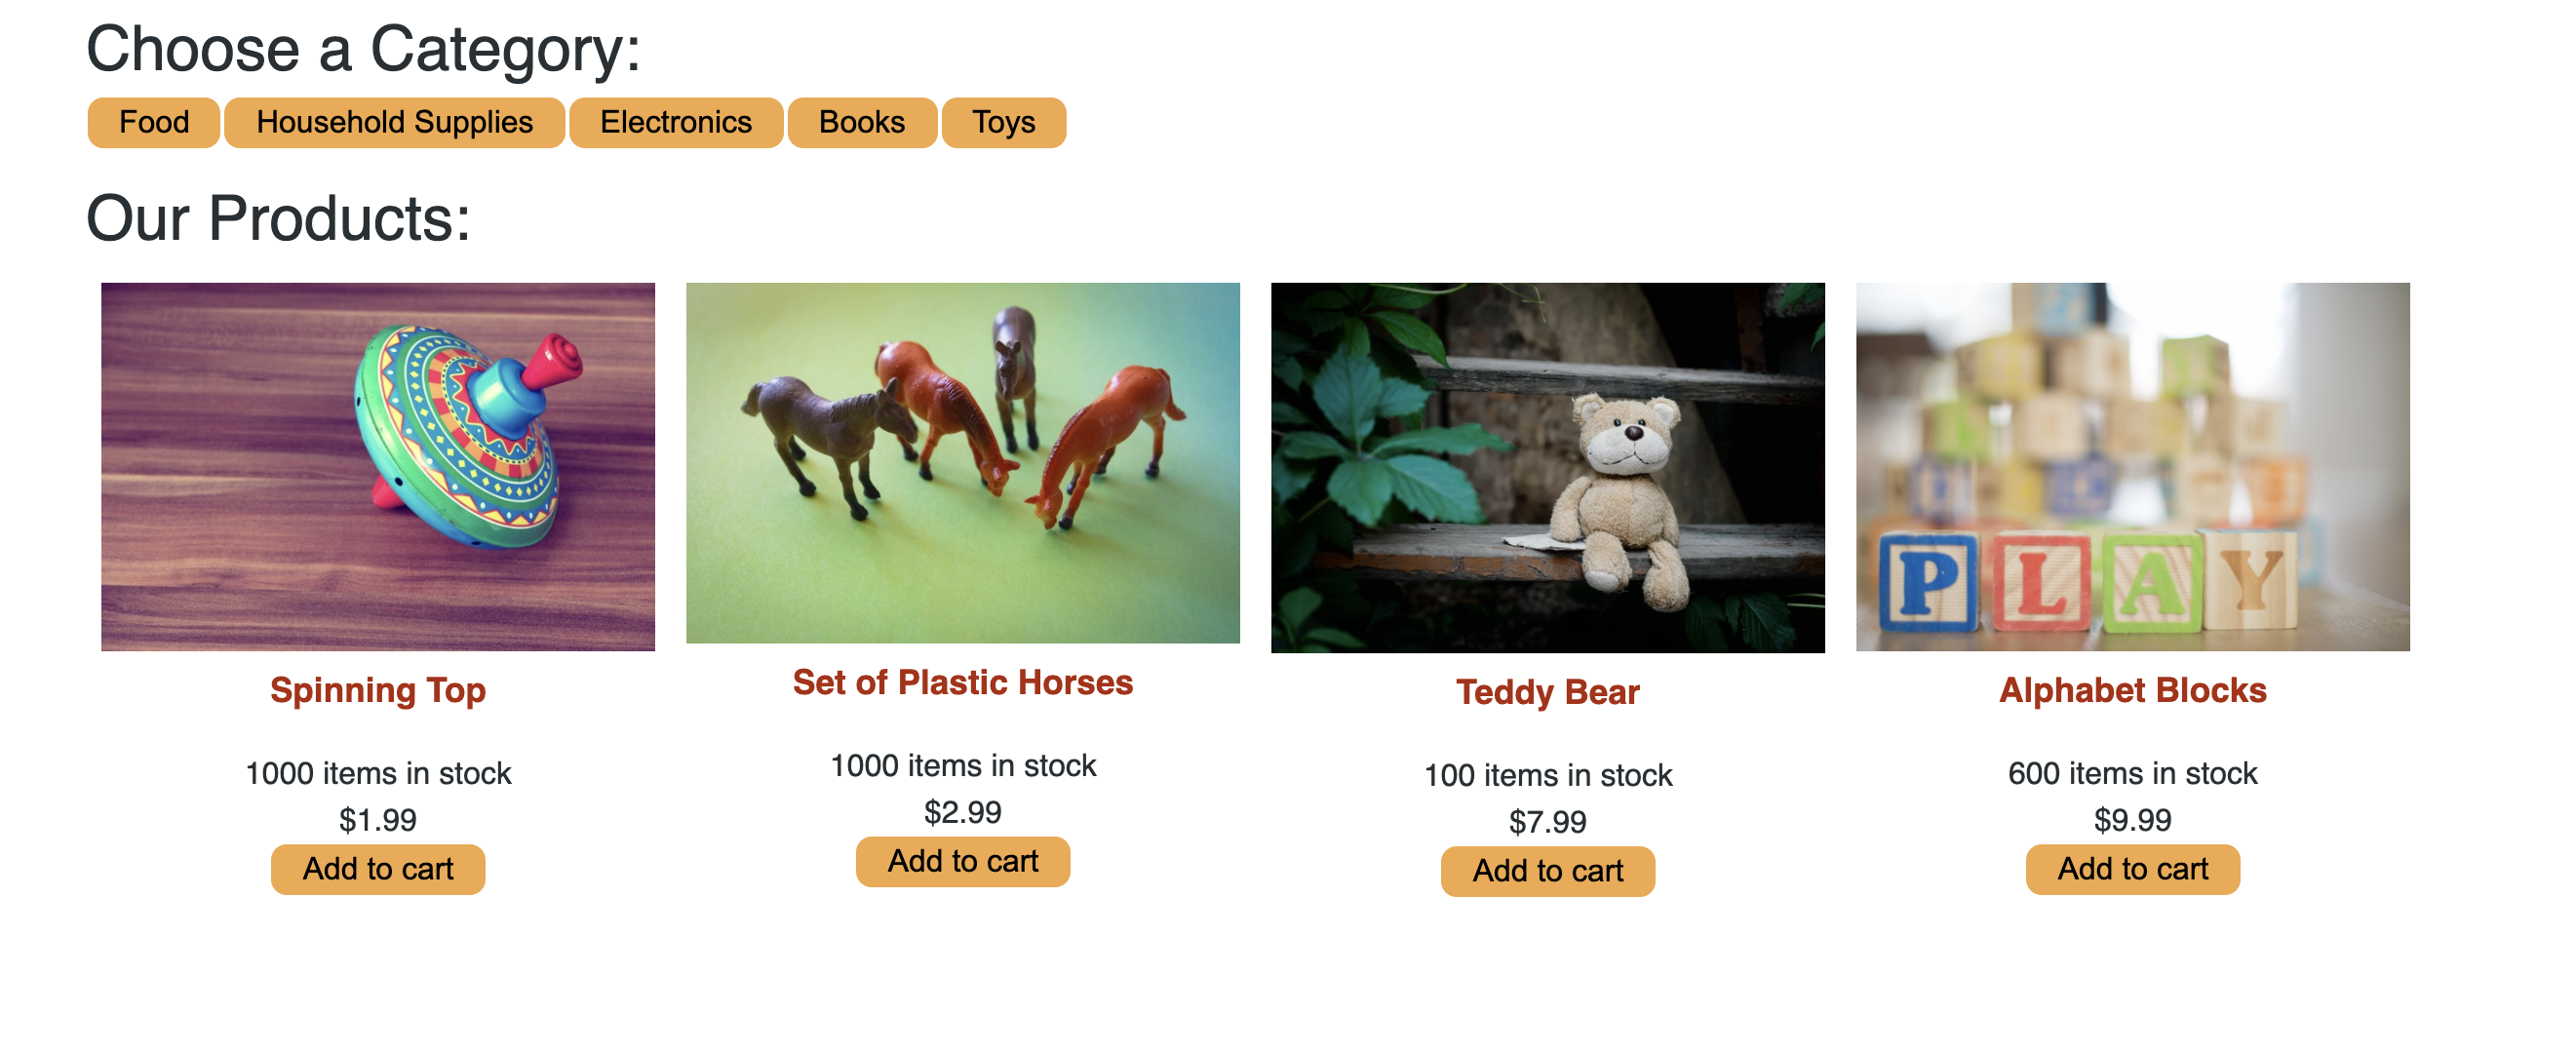 Choose a Category:
Food Household Supplies Electronics Books Toys
Our Products:
PLAY
Spinning Top
1000 items in stock
$1.99
Add to cart
Set of Plastic Horses
1000 items in stock
$2.99
Add to cart
Teddy Bear
100 items in stock
$7.99
Add to cart
Alphabet Blocks
600 items in stock
$9.99
Add to cart